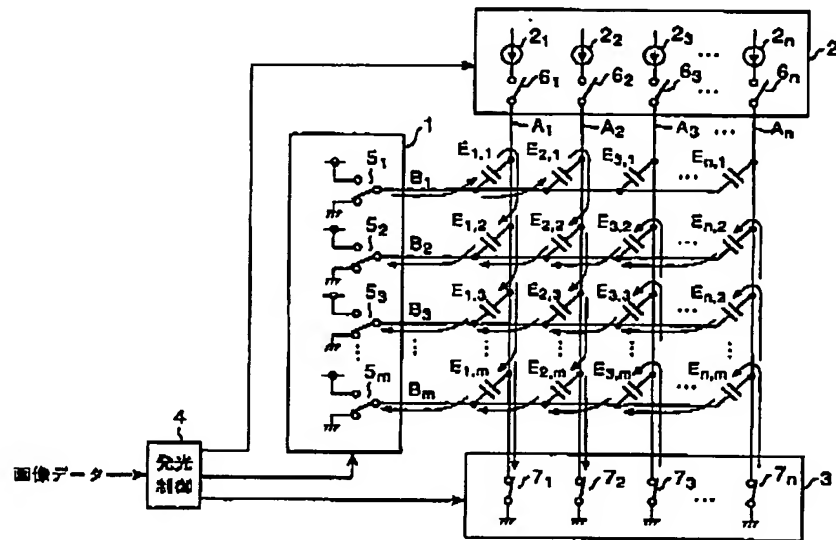 2₁ 2₂ 2₃ … 2ₙ
2
6₁ 6₂ 6₃ … 6ₙ
A₁ A₂ A₃ … Aₙ
1
E₁,₁ E₂,₁ E₃,₁ … Eₙ,₁
5₁ B₁
E₁,₂ E₂,₂ E₃,₂ … Eₙ,₂
5₂ B₂
E₁,₃ E₂,₃ E₃,₃ … Eₙ,₂
5₃ B₃
E₁,ₘ E₂,ₘ E₃,ₘ … Eₙ,ₘ
5ₘ Bₘ
4
画像データ
発光
制御
7₁ 7₂ 7₃ … 7ₙ
3